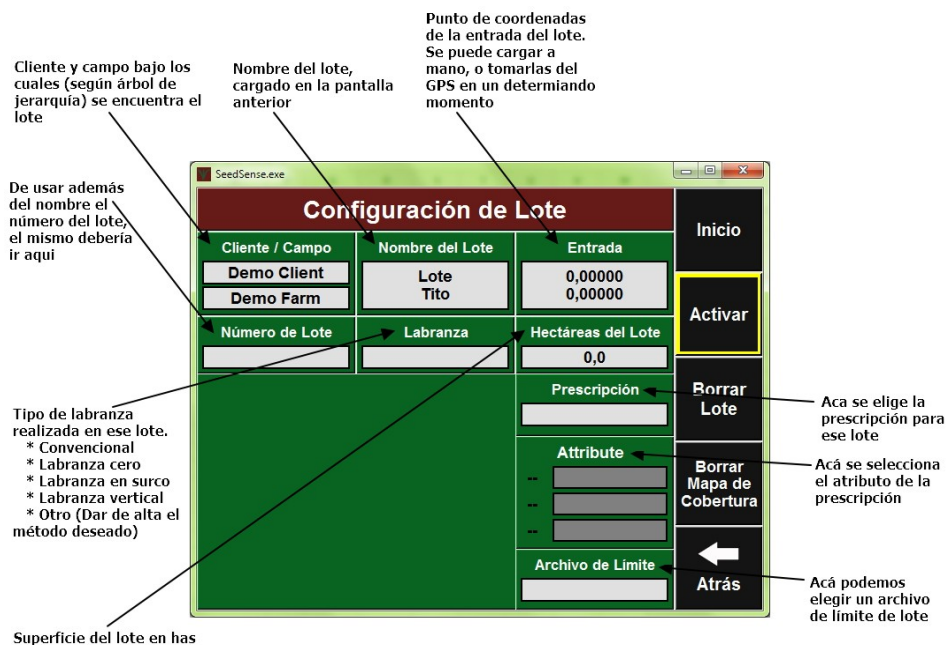 Punto de coordenadas
de la entrada del lote.
Se puede cargar a
mano, o tomarlas del
GPS en un determiando
momento
Cliente y campo bajo los
cuales (según árbol de
jerarquía) se encuentra el
lote
Nombre del lote,
cargado en la pantalla
anterior
De usar además
del nombre el
número del lote,
el mismo debería
ir aqui
SeedSense.exe
Configuración de Lote
Inicio
Cliente / Campo
Demo Client
Demo Farm
Nombre del Lote
Lote
Tito
Entrada
0,00000
0,00000
Activar
Número de Lote
Labranza
Hectáreas del Lote
0,0
Prescripción
Borrar
Lote
Attribute
--
--
--
Borrar
Mapa de
Cobertura
Archivo de Límite
Atrás
Tipo de labranza
realizada en ese lote.
* Convencional
* Labranza cero
* Labranza en surco
* Labranza vertical
* Otro (Dar de alta el
método deseado)
Aca se elige la
prescripción para
ese lote
Acá se selecciona
el atributo de la
prescripción
Acá podemos
elegir un archivo
de límite de lote
Superficie del lote en has